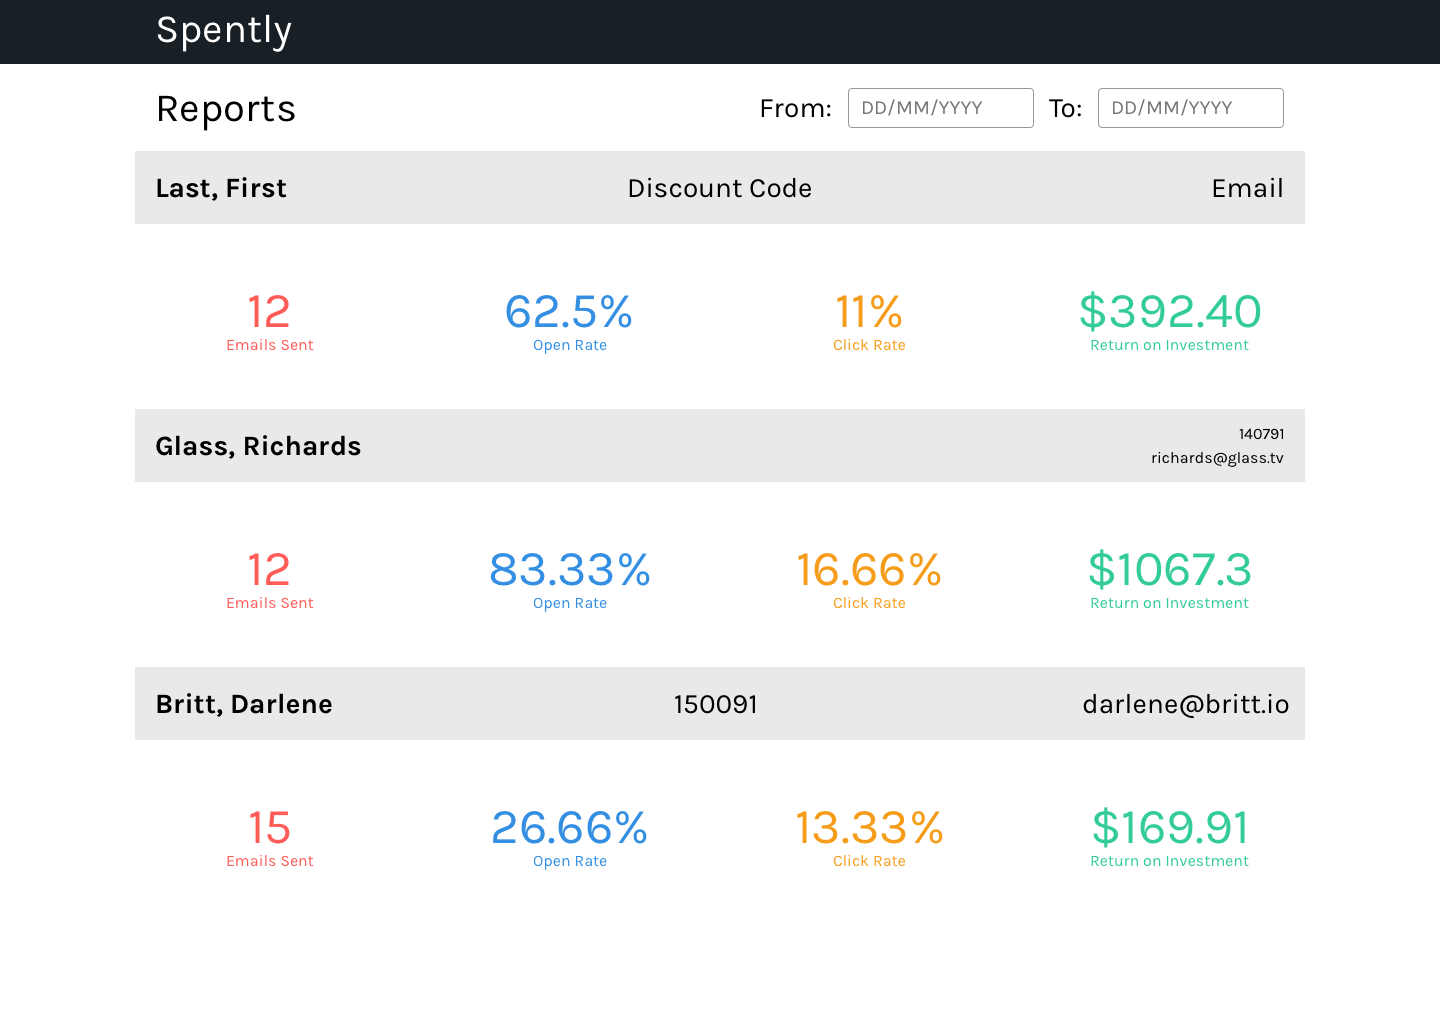 Spently
Reports From: DD/MM/YYYY To: DD/MM/YYYY
Last, First Discount Code Email
12 62.5% 11% $392.40
Emails Sent Open Rate Click Rate Return on Investment
Glass, Richards
140791
richards@glass.tv
12 83.33% 16.66% $1067.3
Emails Sent Open Rate Click Rate Return on Investment
Britt, Darlene 150091 darlene@britt.io
15 26.66% 13.33% $169.91
Emails Sent Open Rate Click Rate Return on Investment